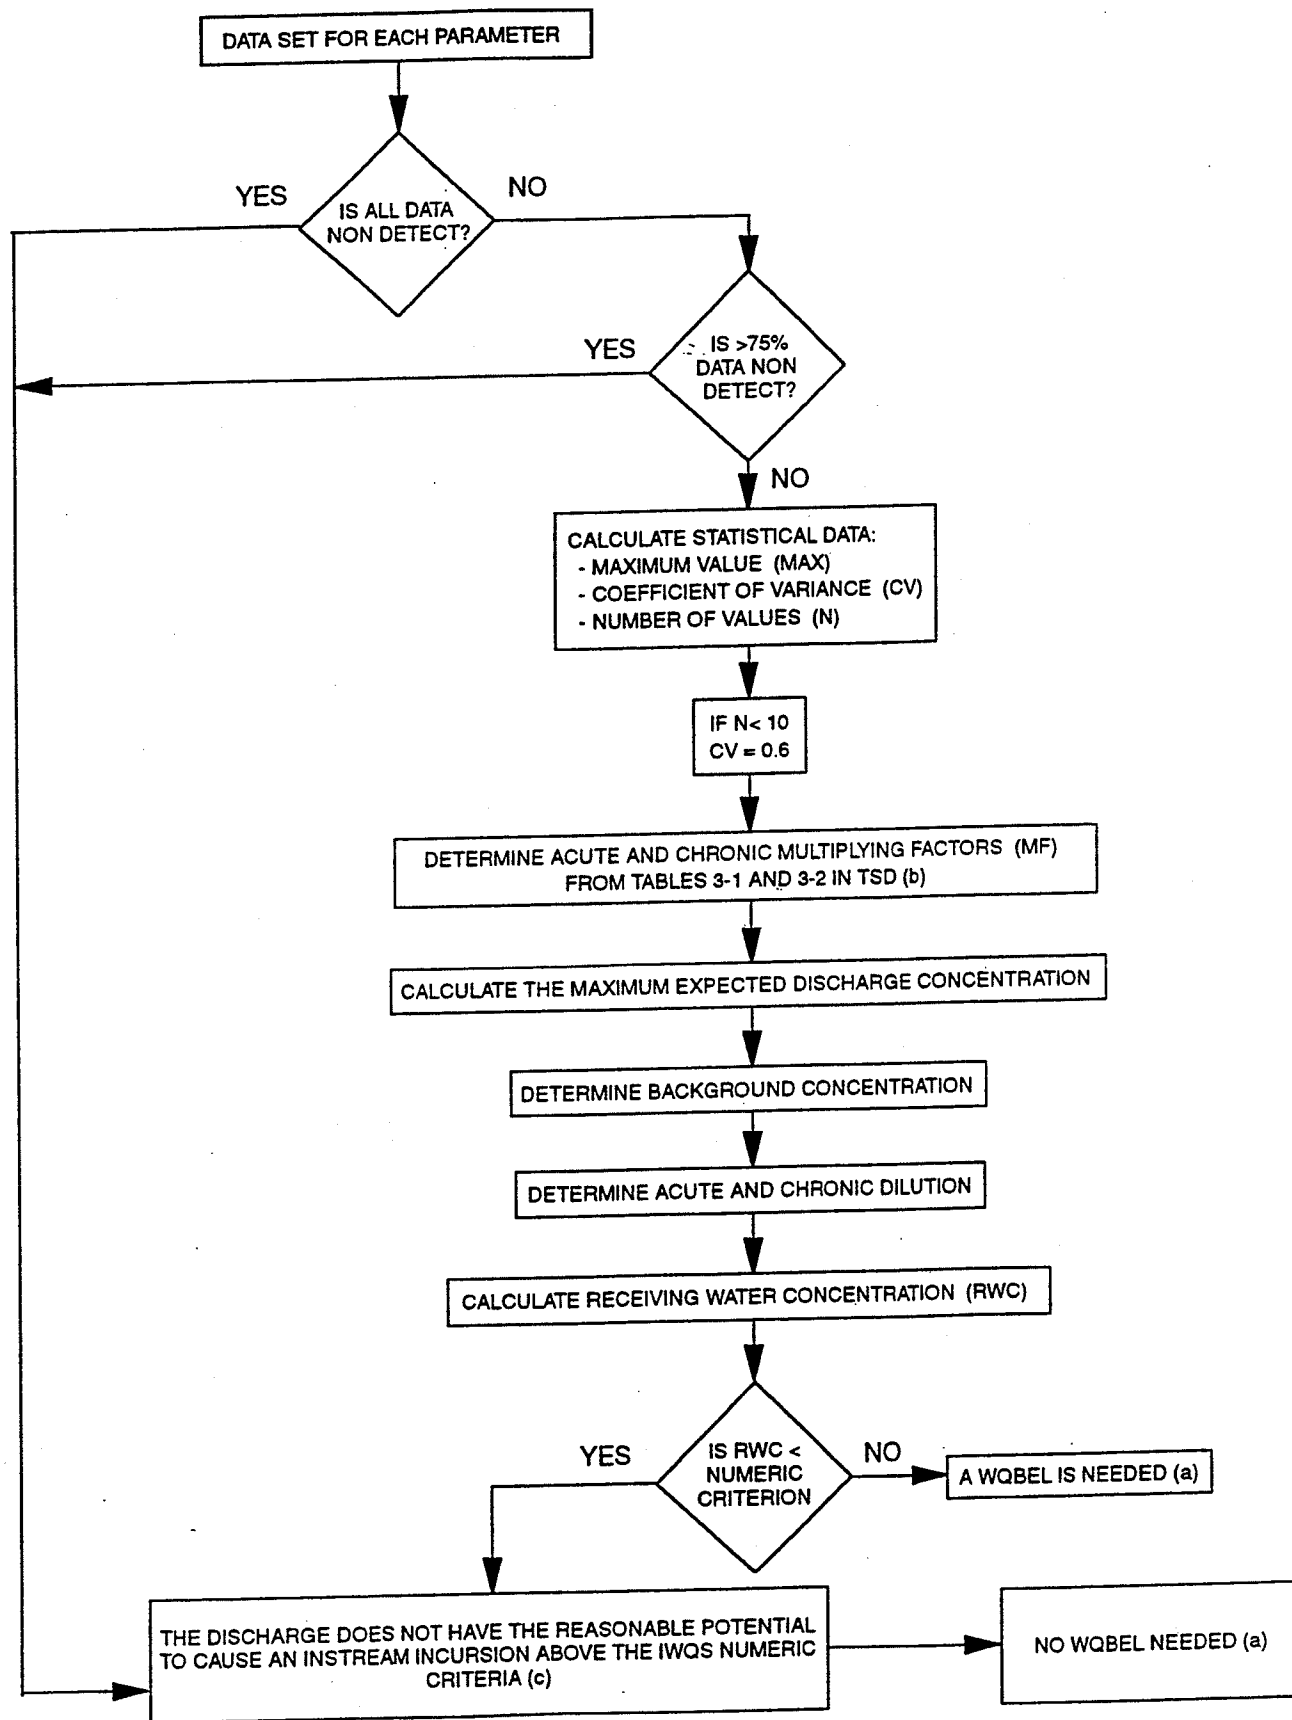 DATA SET FOR EACH PARAMETER
YES
NO
IS ALL DATA
NON DETECT?
YES
IS >75%
DATA NON
DETECT?
NO
CALCULATE STATISTICAL DATA:
- MAXIMUM VALUE (MAX)
- COEFFICIENT OF VARIANCE (CV)
- NUMBER OF VALUES (N)
IF N< 10
CV = 0.6
DETERMINE ACUTE AND CHRONIC MULTIPLYING FACTORS (MF)
FROM TABLES 3-1 AND 3-2 IN TSD (b)
CALCULATE THE MAXIMUM EXPECTED DISCHARGE CONCENTRATION
DETERMINE BACKGROUND CONCENTRATION
DETERMINE ACUTE AND CHRONIC DILUTION
CALCULATE RECEIVING WATER CONCENTRATION (RWC)
YES
IS RWC <
NUMERIC
CRITERION
NO
A WQBEL IS NEEDED (a)
THE DISCHARGE DOES NOT HAVE THE REASONABLE POTENTIAL
TO CAUSE AN INSTREAM INCURSION ABOVE THE IWQS NUMERIC
CRITERIA (c)
NO WQBEL NEEDED (a)